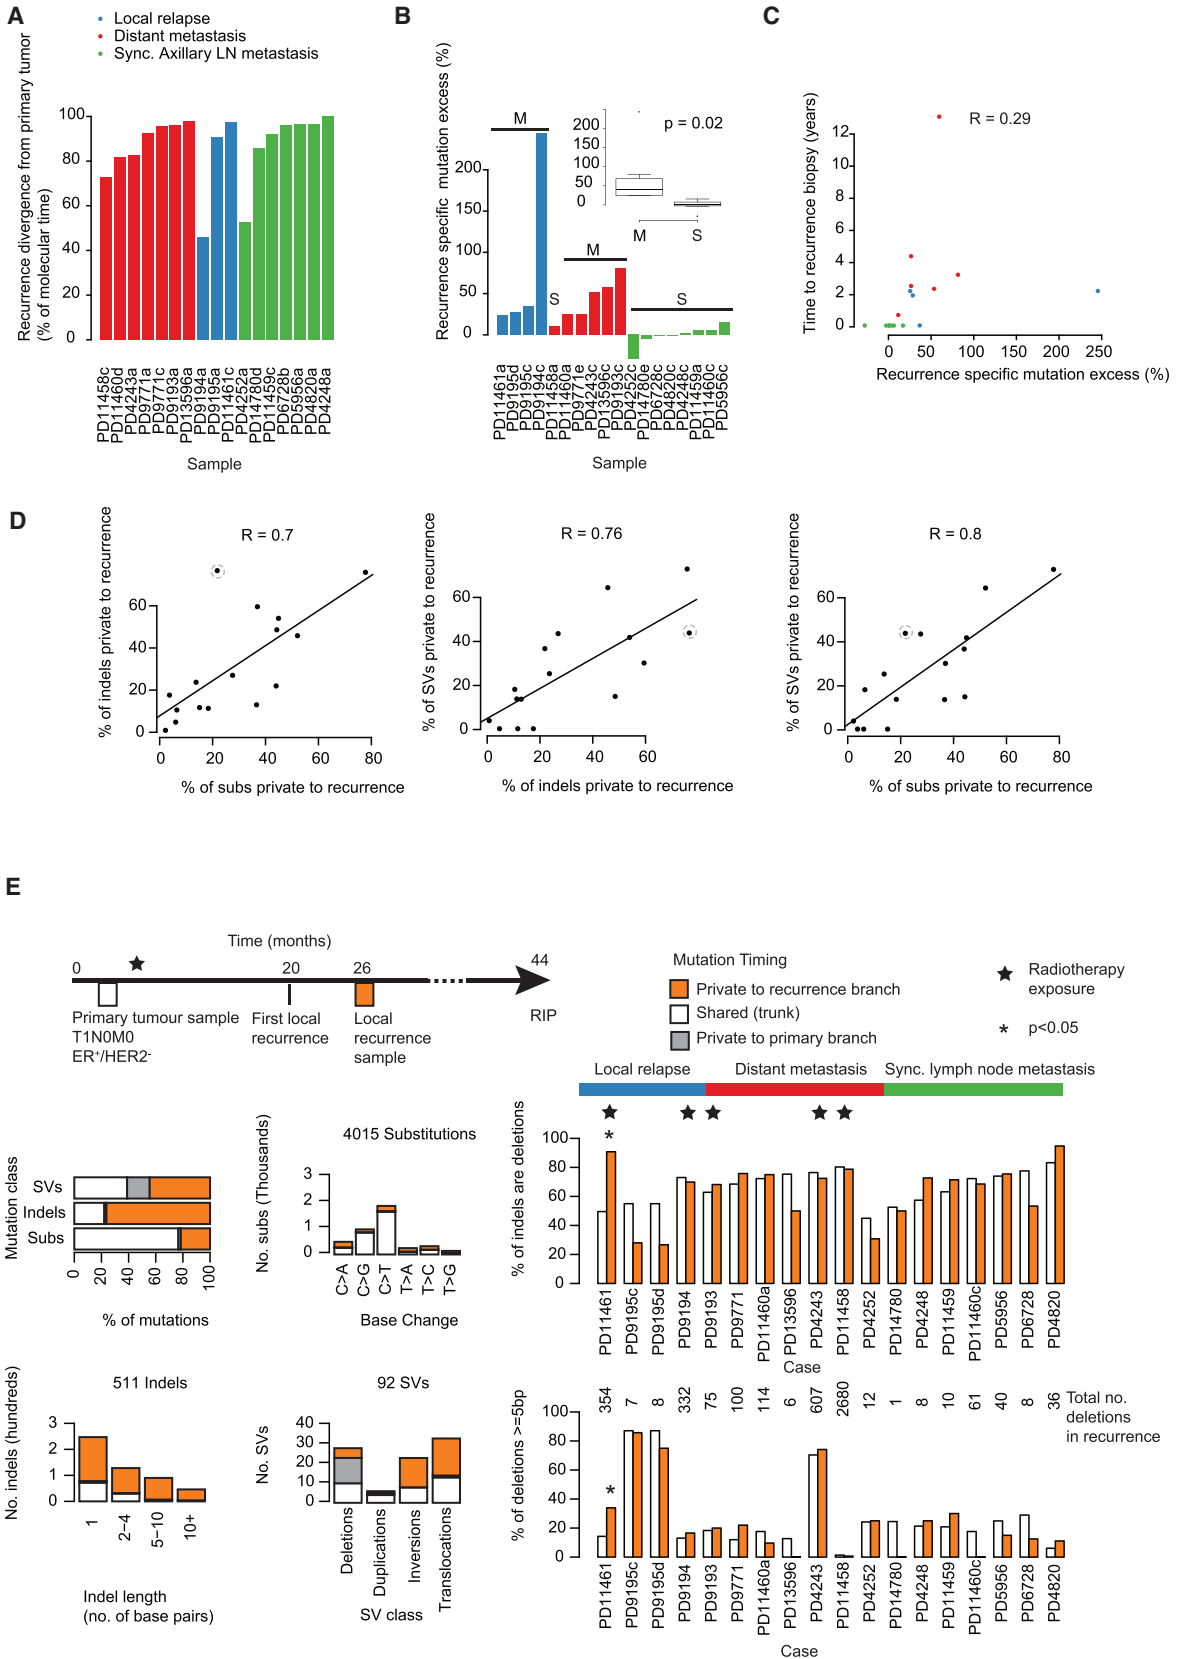 A
Local relapse
Distant metastasis
Sync. Axillary LN metastasis
Recurrence divergence from primary tumor
(% of molecular time)
100
80
60
40
20
0
PD11458c
PD11460d
PD4243a
PD9771a
PD9771c
PD9193a
PD13596a
PD9194a
PD9195a
PD11461c
PD4252a
PD14780d
PD11459c
PD6728b
PD5956a
PD4820a
PD4248a
Sample
B
Recurrence specific mutation excess (%)
200
150
100
50
0
M
S
M
S
200
150
100
50
0
p = 0.02
M
S
PD11461a
PD9195d
PD9195c
PD9194c
PD11458a
PD11460a
PD9771e
PD4243c
PD13596c
PD9193c
PD4252c
PD14780e
PD6728c
PD4820c
PD4248c
PD11459a
PD11460c
PD5956c
Sample
C
Time to recurrence biopsy (years)
R = 0.29
12
10
8
6
4
2
0
0
50
100
150
200
250
Recurrence specific mutation excess (%)
D
% of indels private to recurrence
R = 0.7
60
40
20
0
0
20
40
60
80
% of subs private to recurrence
% of SVs private to recurrence
R = 0.76
60
40
20
0
0
20
40
60
% of indels private to recurrence
% of SVs private to recurrence
R = 0.8
60
40
20
0
0
20
40
60
80
% of subs private to recurrence
E
Time (months)
0
20
26
44
Primary tumour sample
T1N0M0
ER+/HER2-
First local
recurrence
Local
recurrence
sample
RIP
Mutation Timing
Private to recurrence branch
Shared (trunk)
Private to primary branch
Radiotherapy
exposure
* p<0.05
Mutation class
SVs
Indels
Subs
0
20
40
60
80
100
% of mutations
4015 Substitutions
No. subs (Thousands)
3
2
1
0
C>A
C>G
C>T
T>A
T>C
T>G
Base Change
Local relapse
Distant metastasis
Sync. lymph node metastasis
% of indels are deletions
100
80
60
40
20
0
*
PD11461
PD9195c
PD9195d
PD9194
PD9193
PD9771
PD11460a
PD13596
PD4243
PD11458
PD4252
PD14780
PD4248
PD11459
PD11460c
PD5956
PD6728
PD4820
Case
511 Indels
No. indels (hundreds)
3
2
1
0
1
2–4
5–10
10+
Indel length
(no. of base pairs)
92 SVs
No. SVs
40
30
20
10
0
Deletions
Duplications
Inversions
Translocations
SV class
354
7
8
332
75
100
114
6
607
2680
12
1
8
10
61
40
8
36
Total no.
deletions
in recurrence
% of deletions >=5bp
100
80
60
40
20
0
*
PD11461
PD9195c
PD9195d
PD9194
PD9193
PD9771
PD11460a
PD13596
PD4243
PD11458
PD4252
PD14780
PD4248
PD11459
PD11460c
PD5956
PD6728
PD4820
Case